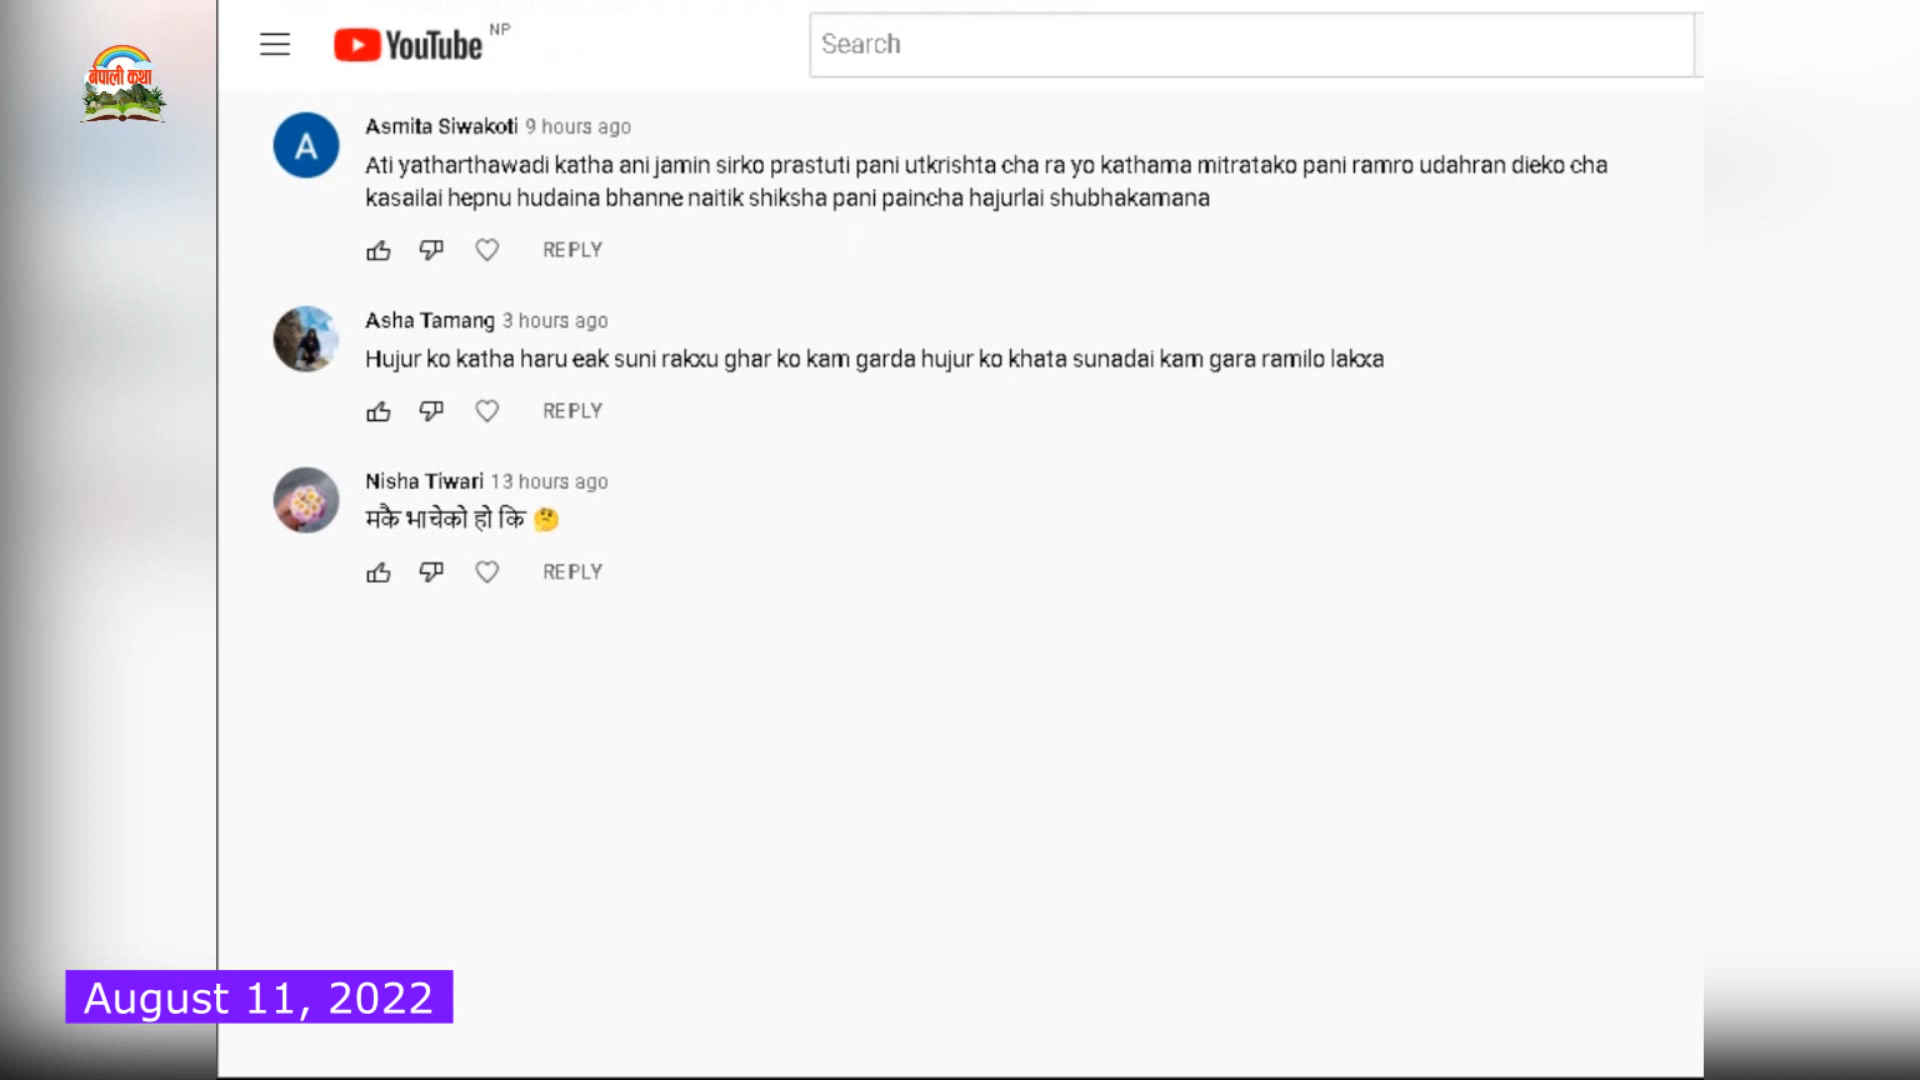 नेपाली कथा
YouTube NP
Search
Asmita Siwakoti 9 hours ago
Ati yatharthawadi katha ani jamin sirko prastuti pani utkrishta cha ra yo kathama mitratako pani ramro udahran dieko cha
kasailai hepnu hudaina bhanne naitik shiksha pani paincha hajurlai shubhakamana
REPLY
Asha Tamang 3 hours ago
Hujur ko katha haru eak suni rakxu ghar ko kam garda hujur ko khata sunadai kam gara ramilo lakxa
REPLY
Nisha Tiwari 13 hours ago
मकै भाचेको हो कि 🤔
REPLY
August 11, 2022